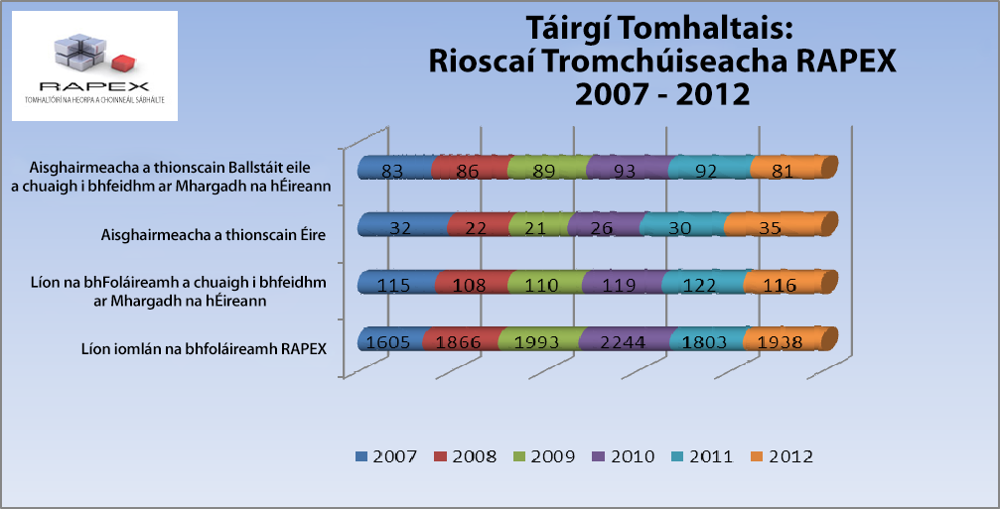 RAPEX
TOMHALTÓIRÍ NA HEORPA A CHOINNEÁIL SÁBHÁILTE
Táirgí Tomhaltais:
Rioscaí Tromchúiseacha RAPEX
2007 - 2012
Aisghairmeacha a thionscain Ballstáit eile
a chuaigh i bhfeidhm ar Mhargadh na hÉireann
83 86 89 93 92 81
Aisghairmeacha a thionscain Éire
32 22 21 26 30 35
Líon na bhFoláireamh a chuaigh i bhfeidhm
ar Mhargadh na hÉireann
115 108 110 119 122 116
Líon iomlán na bhfoláireamh RAPEX
1605 1866 1993 2244 1803 1938
2007 2008 2009 2010 2011 2012